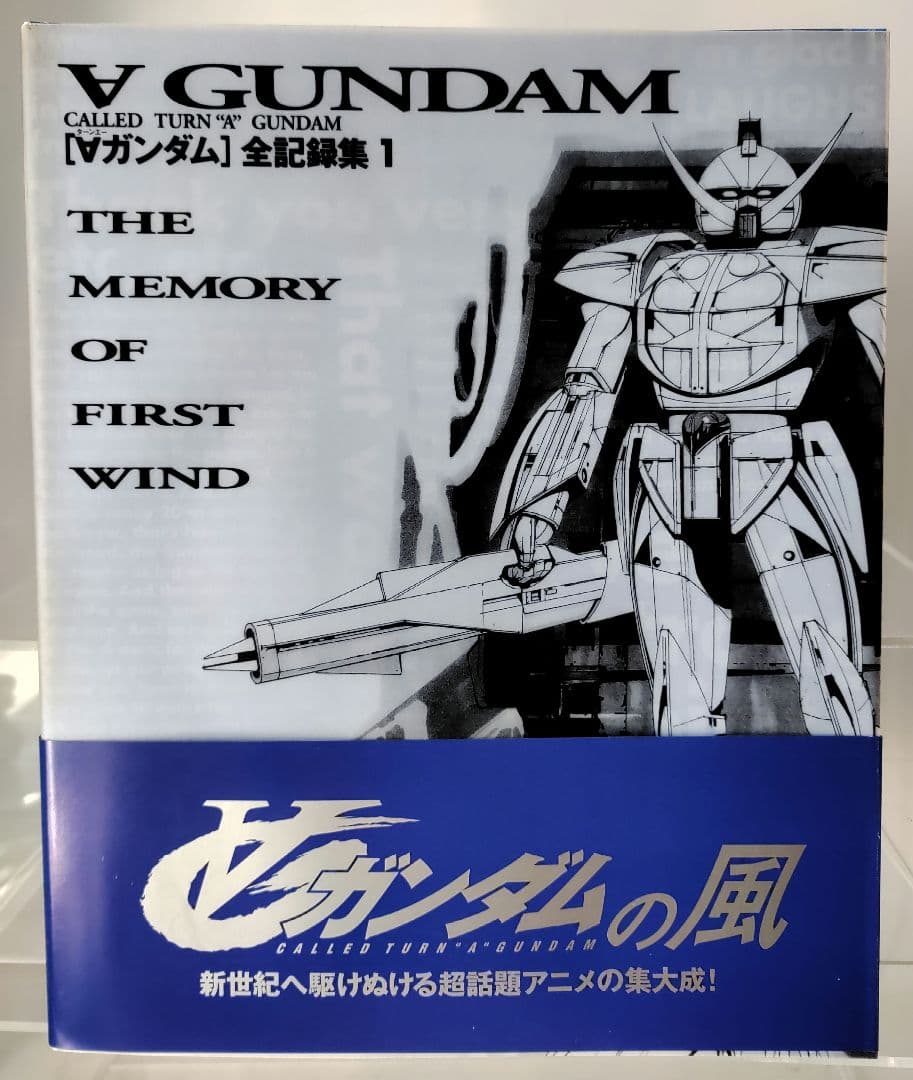 ∀ GUNDAM
CALLED TURN “A” GUNDAM
ターンエー
[∀ガンダム] 全記録集 1
THE
MEMORY
OF
FIRST
WIND
∀ガンダムの風
CALLED TURN "A" GUNDAM
新世紀へ駆けぬける超話題アニメの集大成!